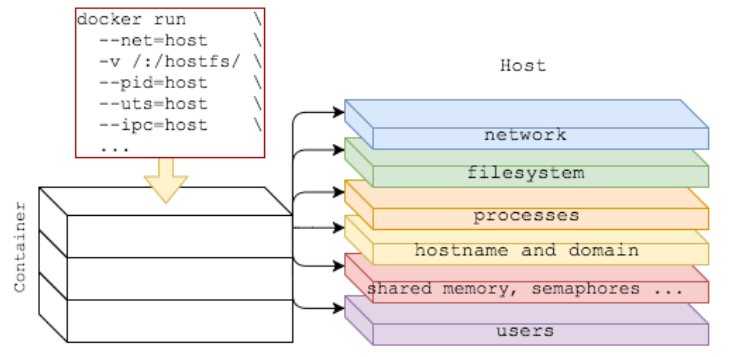 docker run \
--net=host \
-v /:/hostfs/ \
--pid=host \
--uts=host \
--ipc=host \
...
Host
network
filesystem
processes
hostname and domain
shared memory, semaphores ...
users
Container